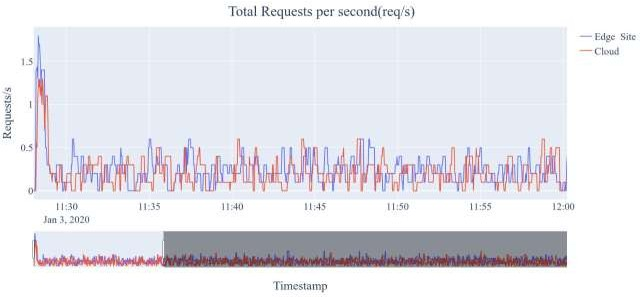 Total Requests per second(req/s)
Edge Site
Cloud
Requests/s
1.5
1
0.5
0
11:30 11:35 11:40 11:45 11:50 11:55 12:00
Jan 3, 2020
Timestamp